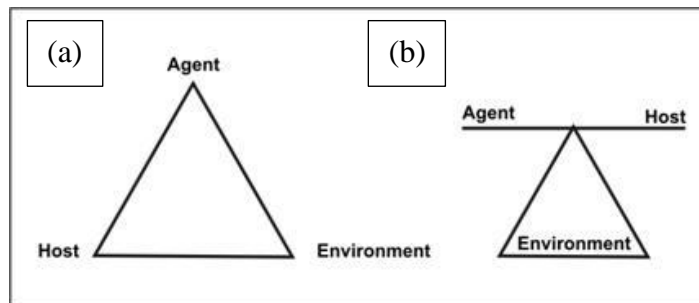 (a)
Agent
Host
Environment
(b)
Agent
Host
Environment